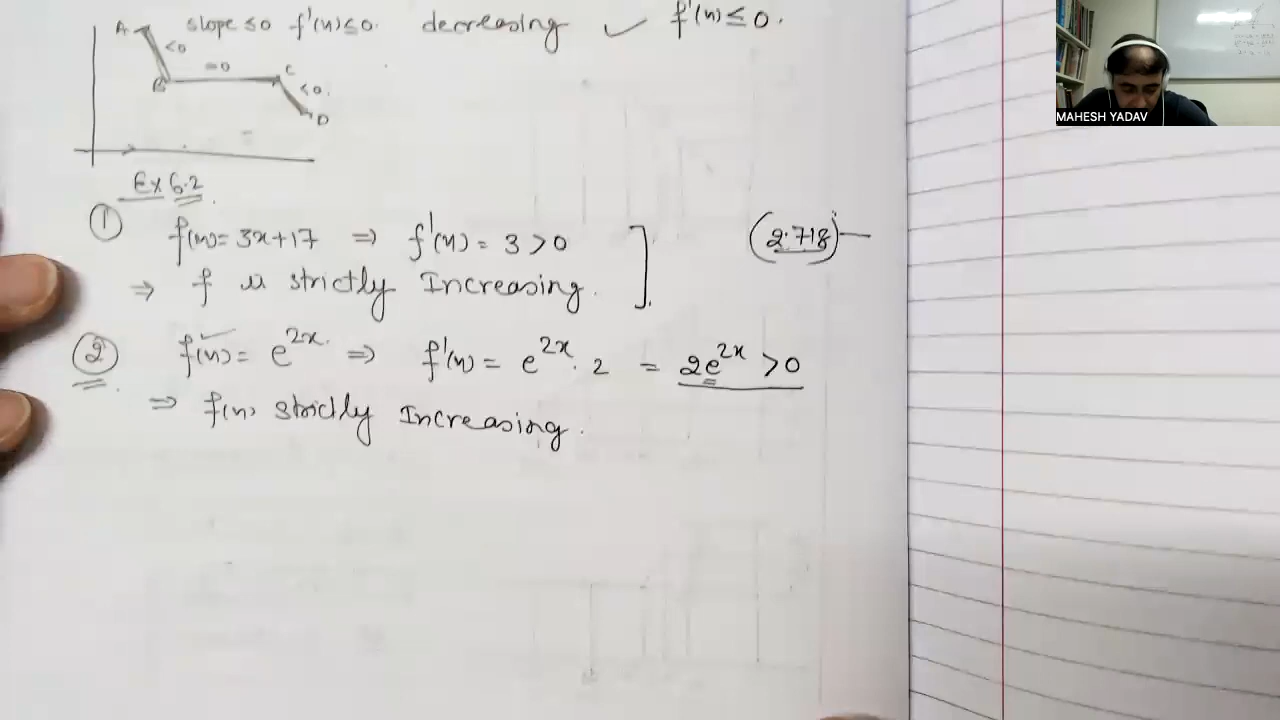 slope ≤0 f'(x)≤0. decreasing ✓ f'(x) ≤ 0.
A
<0
=0
B
C
<0.
D
MAHESH YADAV
Ex 6.2
① f(x)= 3x+17 ⇒ f'(x) = 3 >0
(2.718)—
⇒ f is strictly Increasing.
② f(x)= e^{2x}. ⇒ f'(x) = e^{2x}. 2 = 2e^{2x} >0
⇒ f(x) strictly Increasing.